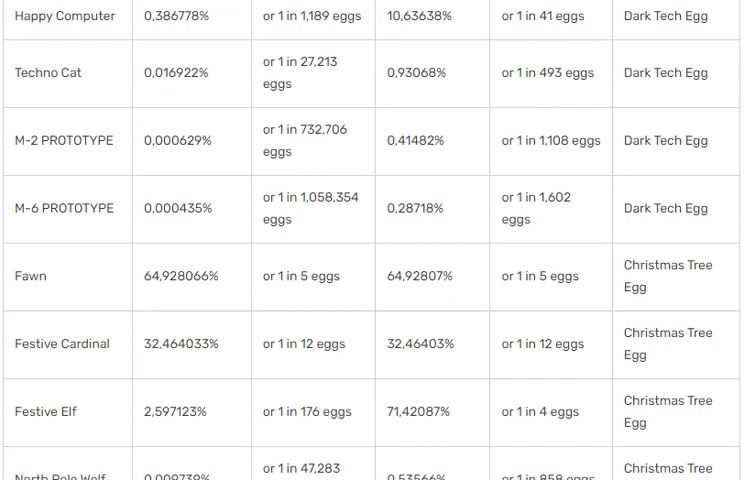 Happy Computer 0,386778% or 1 in 1,189 eggs 10,63638% or 1 in 41 eggs Dark Tech Egg
Techno Cat 0,016922% or 1 in 27,213 eggs 0,93068% or 1 in 493 eggs Dark Tech Egg
M-2 PROTOTYPE 0,000629% or 1 in 732,706 eggs 0,41482% or 1 in 1,108 eggs Dark Tech Egg
M-6 PROTOTYPE 0,000435% or 1 in 1,058,354 eggs 0,28718% or 1 in 1,602 eggs Dark Tech Egg
Fawn 64,928066% or 1 in 5 eggs 64,92807% or 1 in 5 eggs Christmas Tree Egg
Festive Cardinal 32,464033% or 1 in 12 eggs 32,46403% or 1 in 12 eggs Christmas Tree Egg
Festive Elf 2,597123% or 1 in 176 eggs 71,42087% or 1 in 4 eggs Christmas Tree Egg
North Pole Wolf 0,009739% or 1 in 47,283 0,53566% or 1 in 858 eggs Christmas Tree